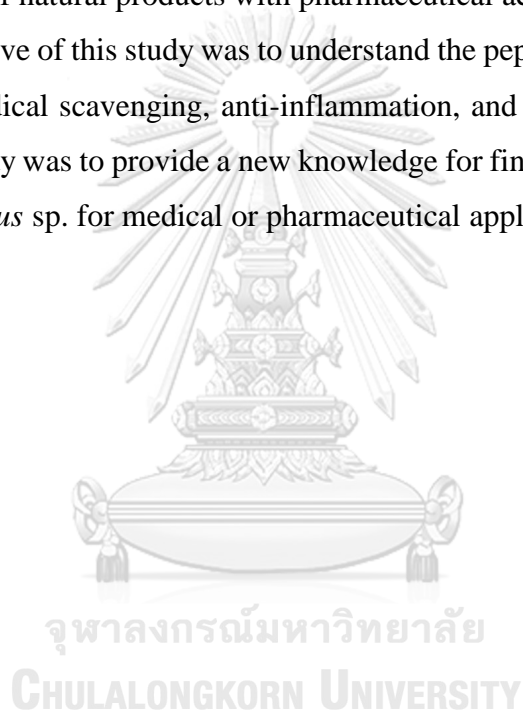 natural products with pharmaceutical
ve of this study was to understand the pep
dical scavenging, anti-inflammation, and
y was to provide a new knowledge for fin
us sp. for medical or pharmaceutical appl
จุฬาลงกรณ์มหาวิทยาลัย
CHULALONGKORN UNIVERSITY